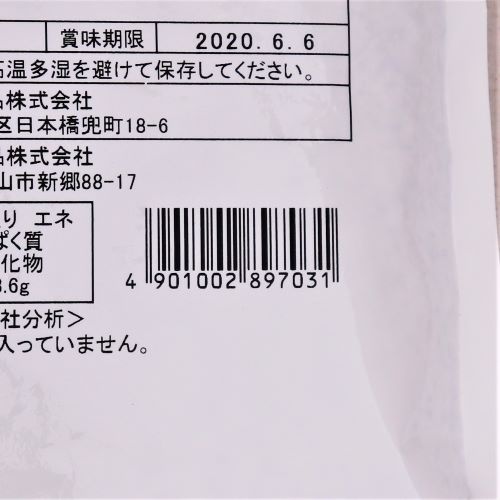 賞味期限 2020.6.6
高温多湿を避けて保存してください。
品株式会社
区日本橋兜町18-6
品株式会社
山市新郷88-17
り エネ
ぱく質
化物
.6g
社分析＞
入っていません。
4 901002 897031